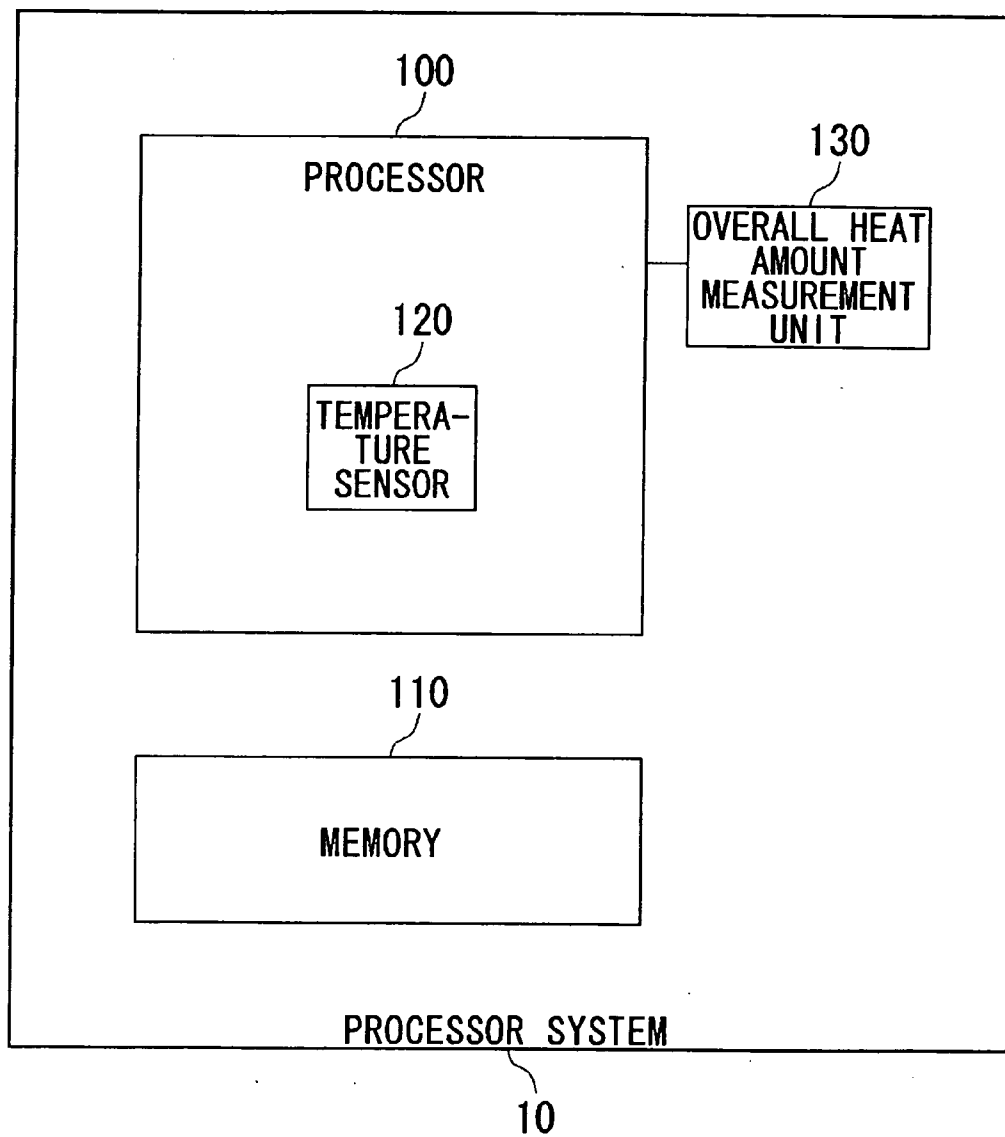 100
PROCESSOR
130
OVERALL HEAT
AMOUNT
MEASUREMENT
UNIT
120
TEMPERA-
TURE
SENSOR
110
MEMORY
PROCESSOR SYSTEM
10